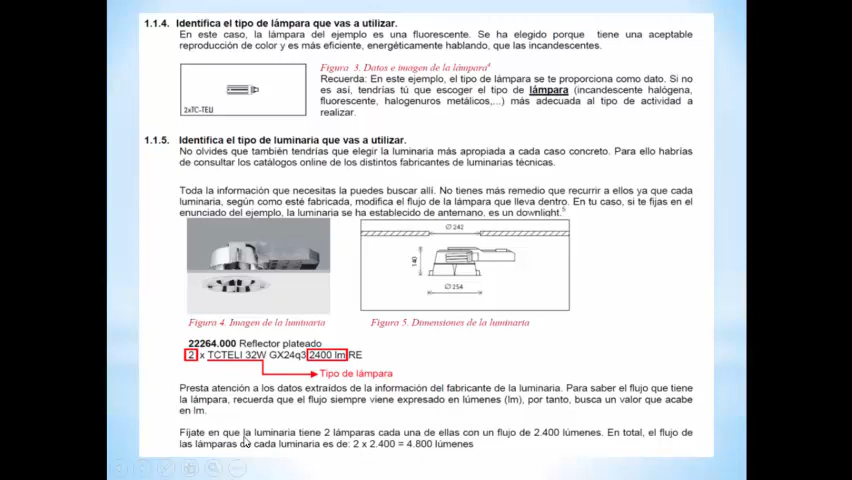 1.1.4. Identifica el tipo de lámpara que vas a utilizar.
En este caso, la lámpara del ejemplo es una fluorescente. Se ha elegido porque tiene una aceptable
reproducción de color y es más eficiente, energéticamente hablando, que las incandescentes.
Figura 3. Datos e imagen de la lámpara⁴
Recuerda: En este ejemplo, el tipo de lámpara se te proporciona como dato. Si no
es así, tendrías tú que escoger el tipo de lámpara (incandescente halógena,
fluorescente, halogenuros metálicos,...) más adecuada al tipo de actividad a
realizar.
2xTC-TELI
1.1.5. Identifica el tipo de luminaria que vas a utilizar.
No olvides que también tendrías que elegir la luminaria más apropiada a cada caso concreto. Para ello habrías
de consultar los catálogos online de los distintos fabricantes de luminarias técnicas.
Toda la información que necesitas la puedes buscar allí. No tienes más remedio que recurrir a ellos ya que cada
luminaria, según como esté fabricada, modifica el flujo de la lámpara que lleva dentro. En tu caso, si te fijas en el
enunciado del ejemplo, la luminaria se ha establecido de antemano, es un downlight.⁵
∅ 242
140
∅ 254
Figura 4. Imagen de la luminaria
Figura 5. Dimensiones de la luminaria
22264.000 Reflector plateado
2 x TCTELI 32W GX24q3 2400 lm RE
Tipo de lámpara
Presta atención a los datos extraídos de la información del fabricante de la luminaria. Para saber el flujo que tiene
la lámpara, recuerda que el flujo siempre viene expresado en lúmenes (lm), por tanto, busca un valor que acabe
en lm.
Fíjate en que la luminaria tiene 2 lámparas cada una de ellas con un flujo de 2.400 lúmenes. En total, el flujo de
las lámparas de cada luminaria es de: 2 x 2.400 = 4.800 lúmenes